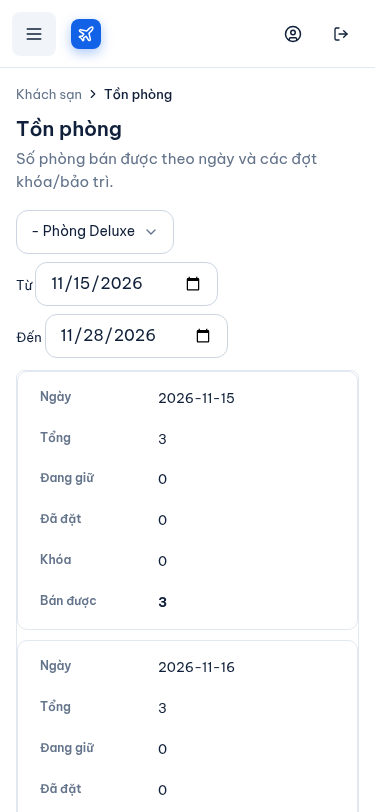 Khách sạn > Tồn phòng
Tồn phòng
Số phòng bán được theo ngày và các đợt
khóa/bảo trì.
- Phòng Deluxe
Từ 11/15/2026
Đến 11/28/2026
Ngày 2026-11-15
Tổng 3
Đang giữ 0
Đã đặt 0
Khóa 0
Bán được 3
Ngày 2026-11-16
Tổng 3
Đang giữ 0
Đã đặt 0